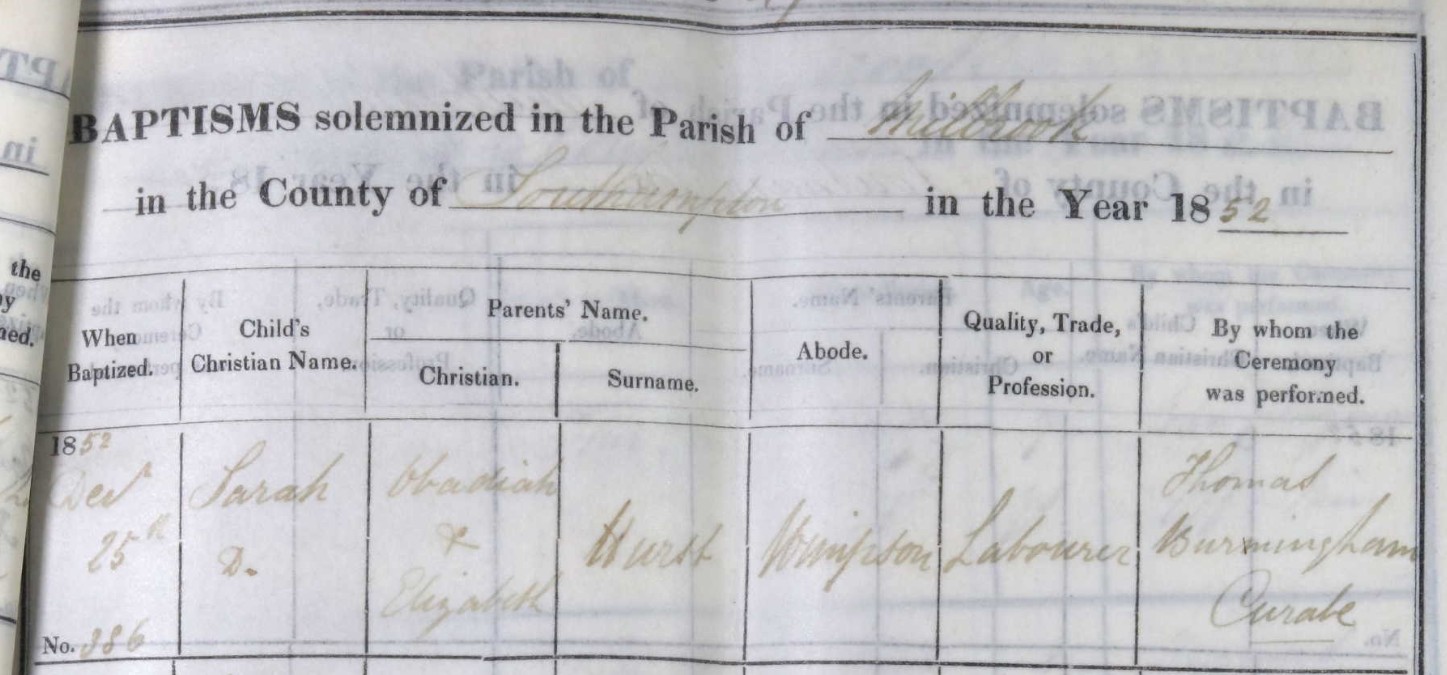 BAPTISMS solemnized in the Parish of Millbrook
in the County of Southampton in the Year 1852
When Baptized.
Child's Christian Name.
Parents' Name.
Christian.
Surname.
Abode.
Quality, Trade, or Profession.
By whom the Ceremony was performed.
1852
Decr
25th
No. 386
Sarah
D.
Obadiah
&
Elizabeth
Hurst
Wimpson
Labourer
Thomas
Burmingham
Curate